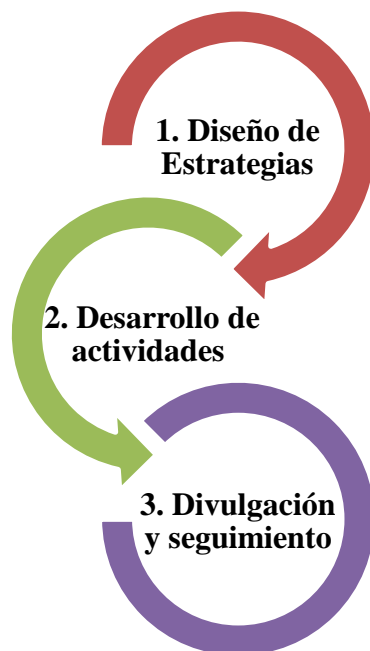 1. Diseño de
Estrategias
2. Desarrollo de
actividades
3. Divulgación
y seguimiento